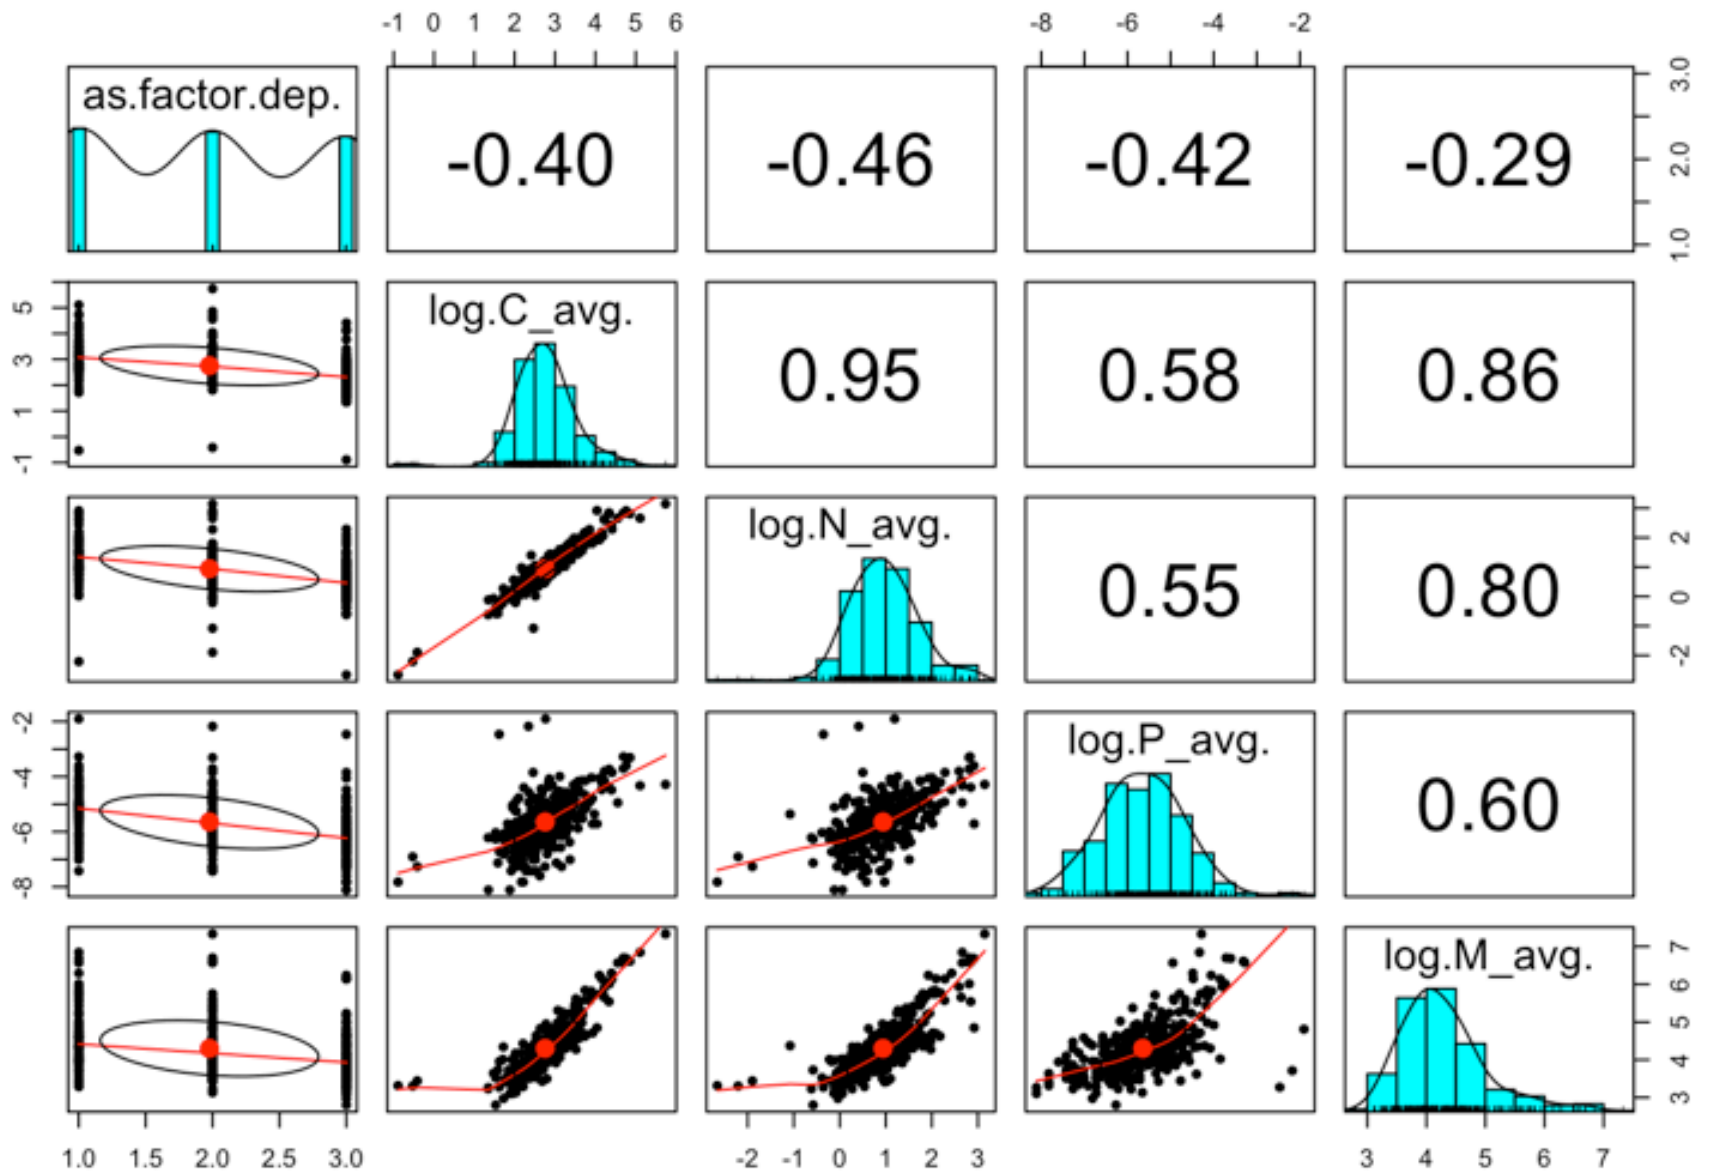 -1 0 1 2 3 4 5 6 -8 -6 -4 -2
as.factor.dep. -0.40 -0.46 -0.42 -0.29 3.0 2.0 1.0
5 3 1 -1 log.C_avg. 0.95 0.58 0.86
log.N_avg. 0.55 0.80 2 0 -2
-2 -4 -6 -8 log.P_avg. 0.60
log.M_avg. 7 6 5 4 3
1.0 1.5 2.0 2.5 3.0 -2 -1 0 1 2 3 3 4 5 6 7